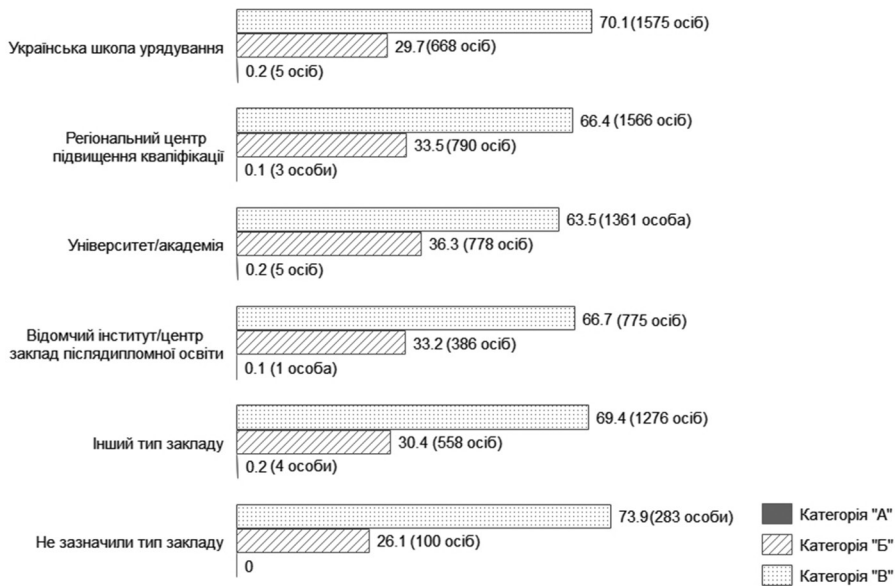 70.1 (1575 осіб)
Українська школа урядування
29.7 (668 осіб)
0.2 (5 осіб)
66.4 (1566 осіб)
Регіональний центр
підвищення кваліфікації
33.5 (790 осіб)
0.1 (3 особи)
63.5 (1361 особа)
Університет/академія
36.3 (778 осіб)
0.2 (5 осіб)
66.7 (775 осіб)
Відомчий інститут/центр
заклад післядипломної освіти
33.2 (386 осіб)
0.1 (1 особа)
69.4 (1276 осіб)
Інший тип закладу
30.4 (558 осіб)
0.2 (4 особи)
73.9 (283 особи)
Не зазначили тип закладу
26.1 (100 осіб)
0
Категорія "А"
Категорія "Б"
Категорія "В"